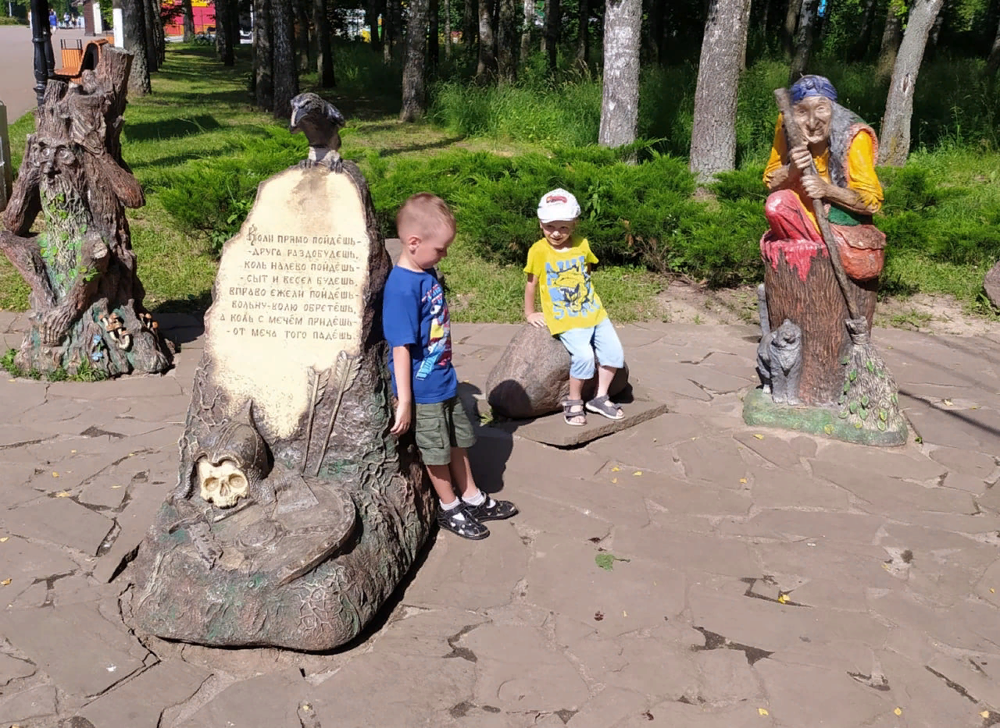 Коли прямо пойдёшь-
-друга раздобудешь,
коль налево пойдёшь-
-сыт и весел будешь
вправо ежели пойдёшь-
вольну-волю обретёшь,
а коль с мечём придёшь-
-от меча того падёшь.